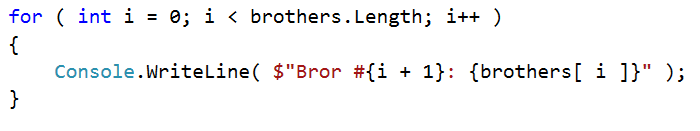 for ( int i = 0; i < brothers.Length; i++ )
{
    Console.WriteLine( $"Bror #{i + 1}: {brothers[ i ]}" );
}